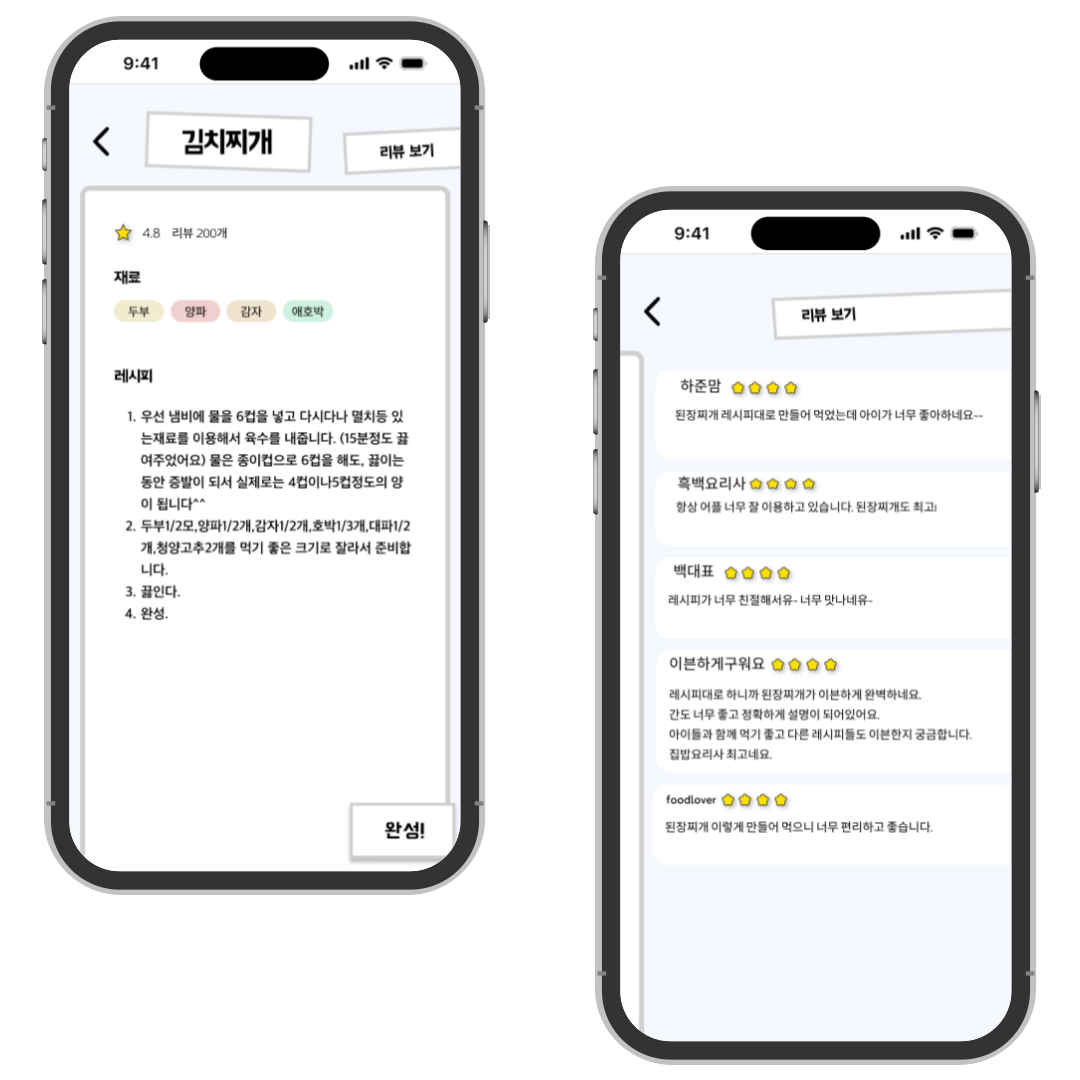 9:41
김치찌개
리뷰 보기
4.8 리뷰 200개
재료
두부 양파 감자 애호박
레시피
1. 우선 냄비에 물을 6컵을 넣고 다시다나 멸치등 있
는재료를 이용해서 육수를 내줍니다. (15분정도 끓
여주었어요) 물은 종이컵으로 6컵을 해도, 끓이는
동안 증발이 되서 실제로는 4컵이나5컵정도의 양
이 됩니다^^
2. 두부1/2모,양파1/2개,감자1/2개,호박1/3개,대파1/2
개,청양고추2개를 먹기 좋은 크기로 잘라서 준비합
니다.
3. 끓인다.
4. 완성.
완성!
9:41
리뷰 보기
하준맘
된장찌개 레시피대로 만들어 먹었는데 아이가 너무 좋아하네요~~
흑백요리사
항상 어플 너무 잘 이용하고 있습니다. 된장찌개도 최고!
백대표
레시피가 너무 친절해서유~ 너무 맛나네유~
이븐하게구워요
레시피대로 하니까 된장찌개가 이븐하게 완벽하네요.
간도 너무 좋고 정확하게 설명이 되어있어요.
아이들과 함께 먹기 좋고 다른 레시피들도 이븐한지 궁금합니다.
집밥요리사 최고네요.
foodlover
된장찌개 이렇게 만들어 먹으니 너무 편리하고 좋습니다.